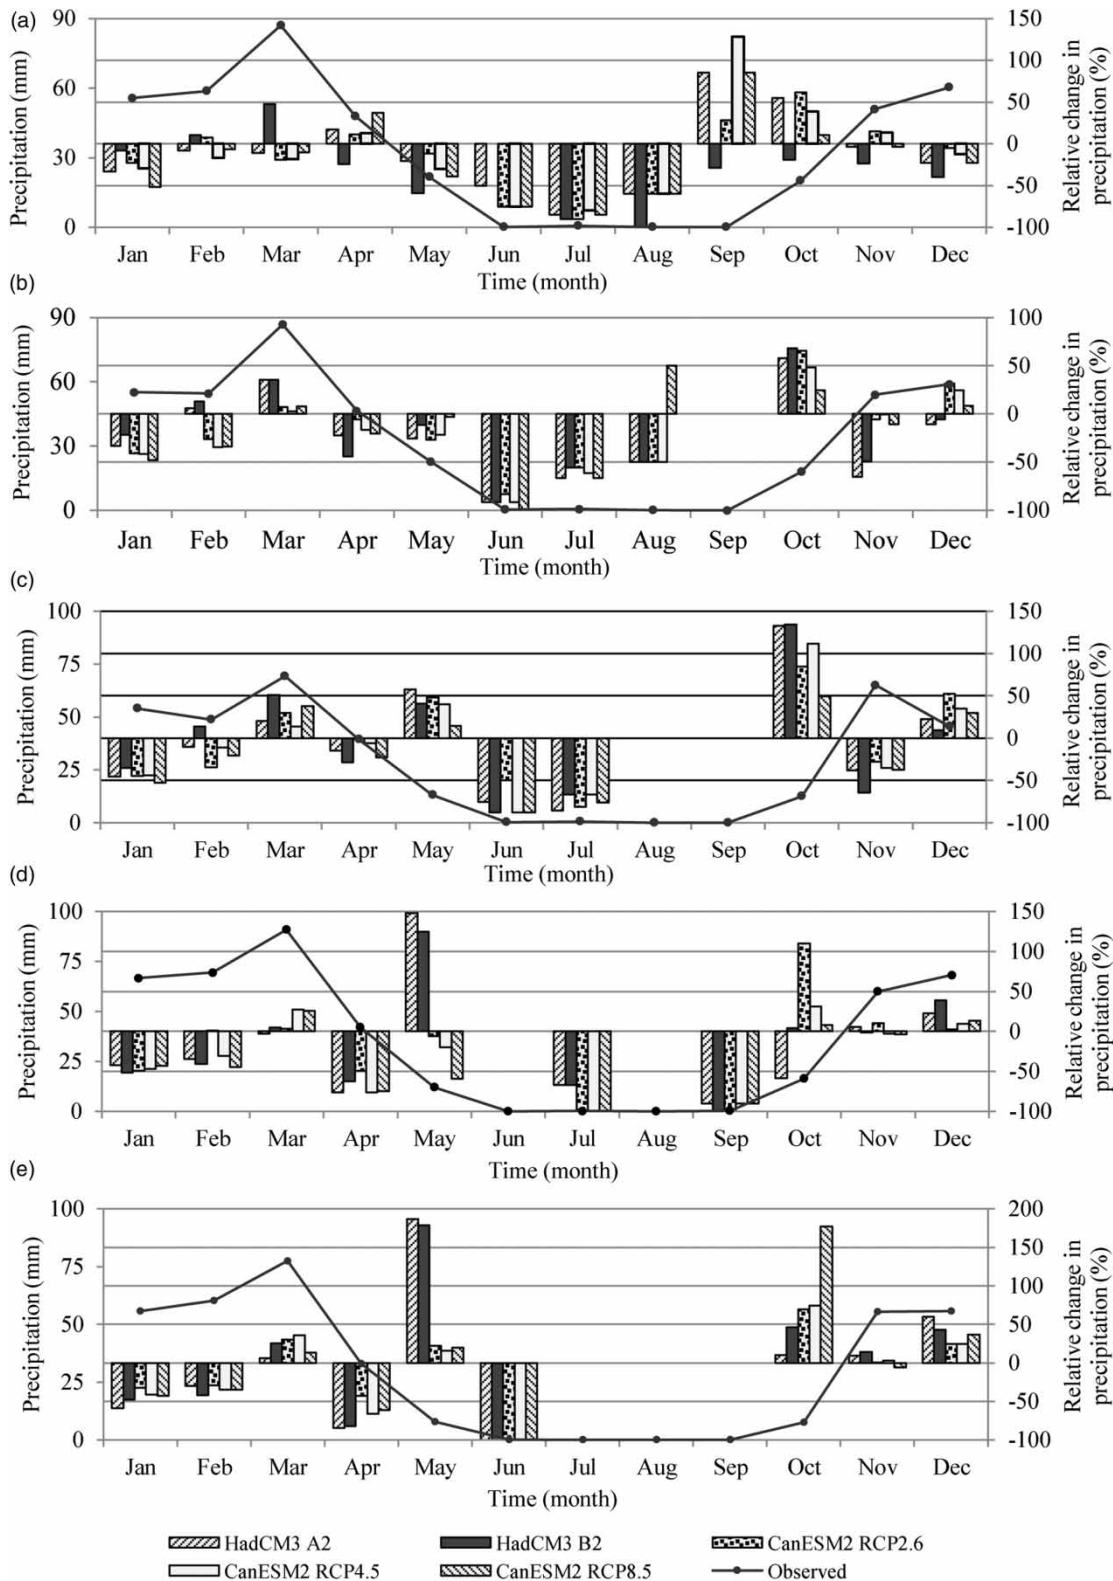 (a)
90
60
30
0
Precipitation (mm)
150
100
50
0
-50
-100
Relative change in
precipitation (%)
Jan Feb Mar Apr May Jun Jul Aug Sep Oct Nov Dec
Time (month)
(b)
90
60
30
0
Precipitation (mm)
100
50
0
-50
-100
Relative change in
precipitation (%)
Jan Feb Mar Apr May Jun Jul Aug Sep Oct Nov Dec
Time (month)
(c)
100
75
50
25
0
Precipitation (mm)
150
100
50
0
-50
-100
Relative change in
precipitation (%)
Jan Feb Mar Apr May Jun Jul Aug Sep Oct Nov Dec
Time (month)
(d)
100
75
50
25
0
Precipitation (mm)
150
100
50
0
-50
-100
Relative change in
precipitation (%)
Jan Feb Mar Apr May Jun Jul Aug Sep Oct Nov Dec
Time (month)
(e)
100
75
50
25
0
Precipitation (mm)
200
150
100
50
0
-50
-100
Relative change in
precipitation (%)
Jan Feb Mar Apr May Jun Jul Aug Sep Oct Nov Dec
Time (month)
HadCM3 A2 HadCM3 B2 CanESM2 RCP2.6
CanESM2 RCP4.5 CanESM2 RCP8.5 Observed